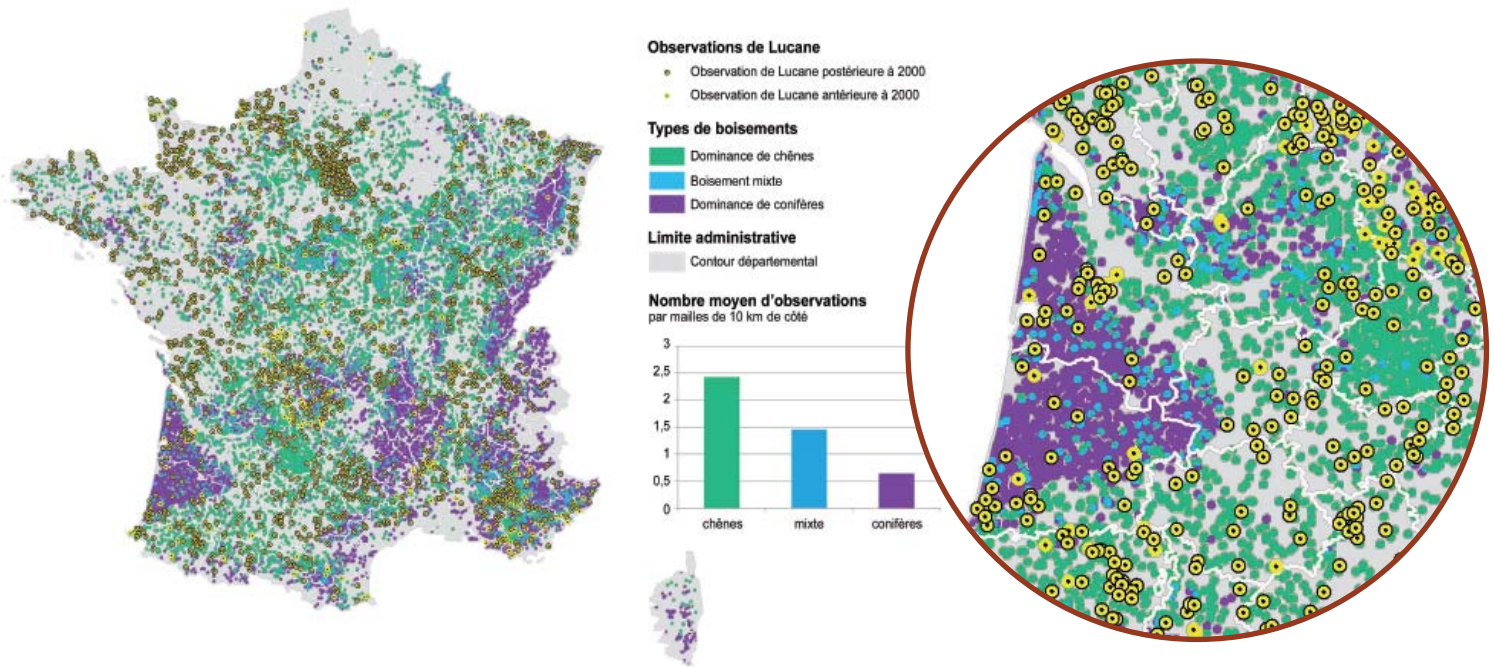 Observations de Lucane
Observation de Lucane postérieure à 2000
Observation de Lucane antérieure à 2000
Types de boisements
Dominance de chênes
Boisement mixte
Dominance de conifères
Limite administrative
Contour départemental
Nombre moyen d'observations
par mailles de 10 km de côté
3
2,5
2
1,5
1
0,5
0
chênes mixte conifères